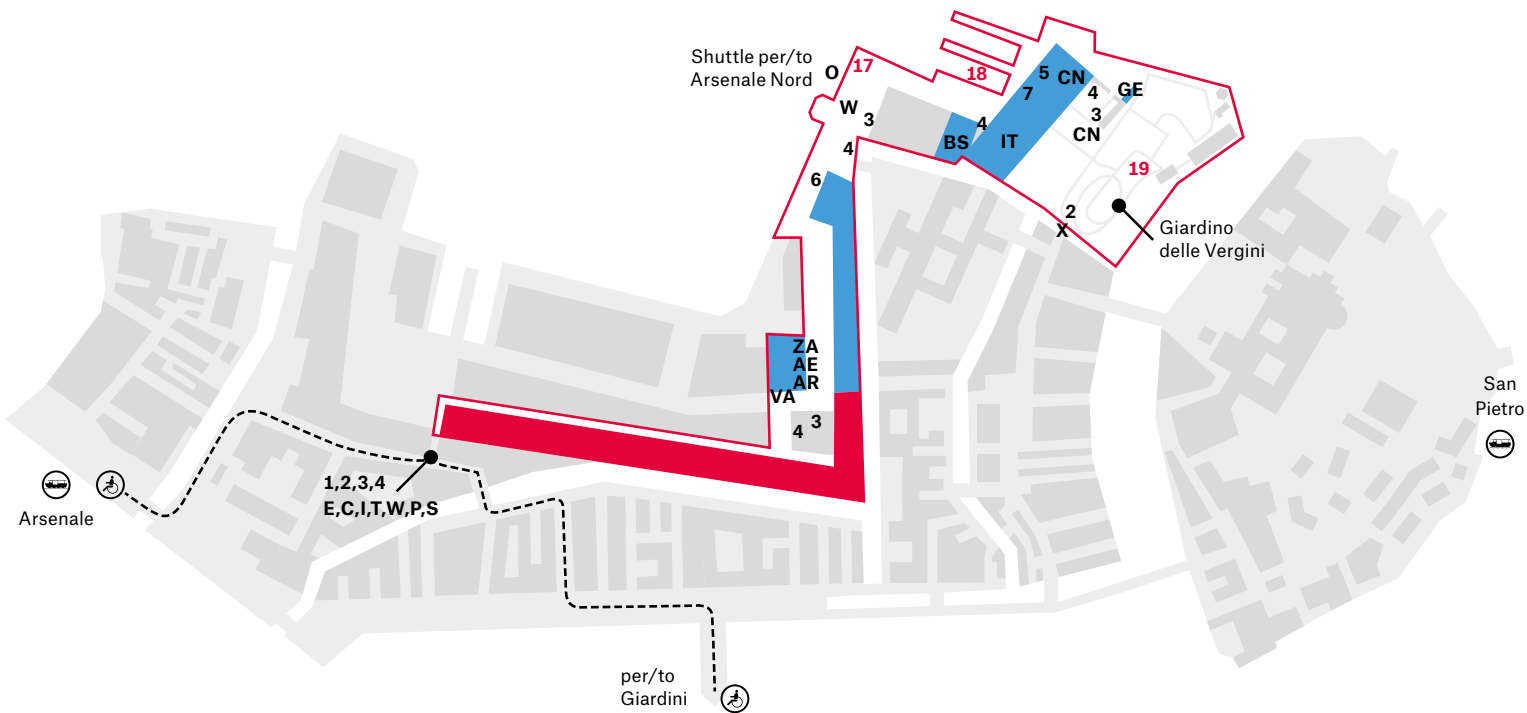 Shuttle per/to
Arsenale Nord
O
17
18
5
CN
7
4
GE
3
CN
W
3
4
BS
IT
4
6
19
2
X
Giardino
delle Vergini
ZA
AE
AR
VA
3
4
San
Pietro
1,2,3,4
E,C,I,T,W,P,S
Arsenale
per/to
Giardini